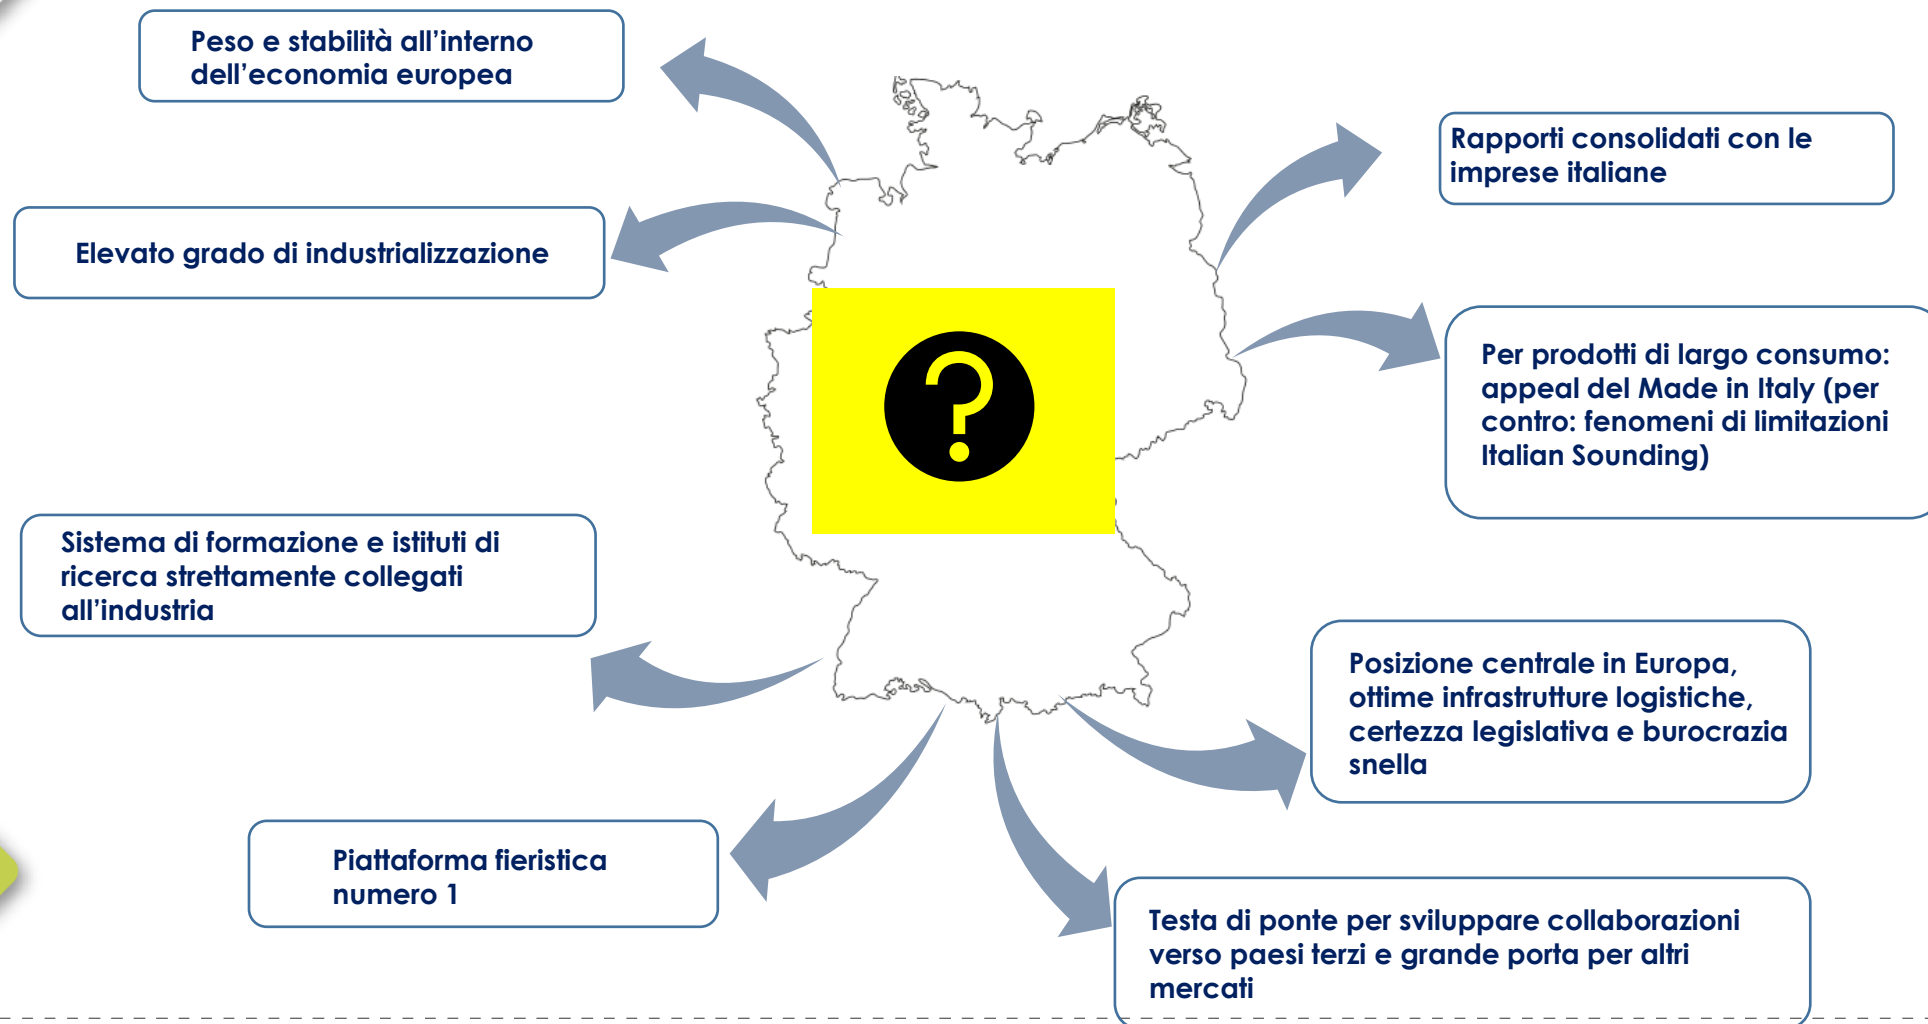 Peso e stabilità all'interno
dell'economia europea
Rapporti consolidati con le
imprese italiane
Elevato grado di industrializzazione
Per prodotti di largo consumo:
appeal del Made in Italy (per
contro: fenomeni di limitazioni
Italian Sounding)
?
Sistema di formazione e istituti di
ricerca strettamente collegati
all'industria
Posizione centrale in Europa,
ottime infrastrutture logistiche,
certezza legislativa e burocrazia
snella
Piattaforma fieristica
numero 1
Testa di ponte per sviluppare collaborazioni
verso paesi terzi e grande porta per altri
mercati